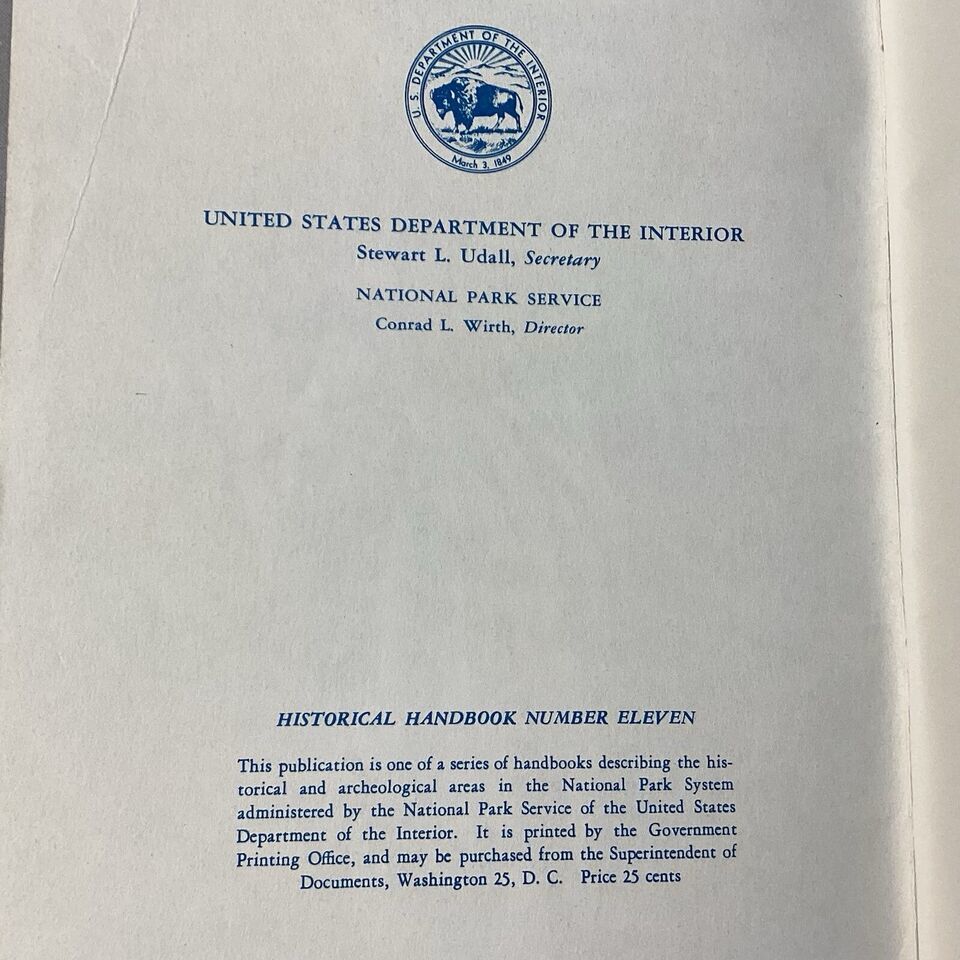 U. S. DEPARTMENT OF THE INTERIOR
March 3, 1849
UNITED STATES DEPARTMENT OF THE INTERIOR
Stewart L. Udall, Secretary
NATIONAL PARK SERVICE
Conrad L. Wirth, Director
HISTORICAL HANDBOOK NUMBER ELEVEN
This publication is one of a series of handbooks describing the his-
torical and archeological areas in the National Park System
administered by the National Park Service of the United States
Department of the Interior. It is printed by the Government
Printing Office, and may be purchased from the Superintendent of
Documents, Washington 25, D. C. Price 25 cents